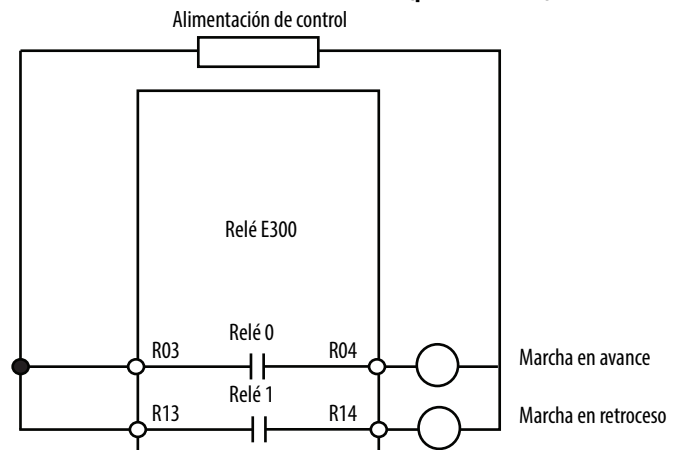 Alimentación de control
Relé E300
Relé 0
R03
R04
Marcha en avance
Relé 1
R13
R14
Marcha en retroceso